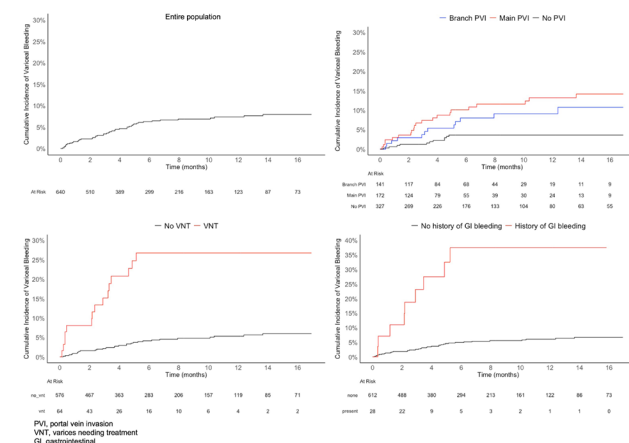 Entire population
Cumulative Incidence of Variceal Bleeding
30%
25%
20%
15%
10%
5%
0%
0 2 4 6 8 10 12 14 16
Time (months)
At Risk 640 510 389 299 216 163 123 87 73
Branch PVI Main PVI No PVI
Cumulative Incidence of Variceal Bleeding
30%
25%
20%
15%
10%
5%
0%
0 2 4 6 8 10 12 14 16
Time (months)
At Risk
Branch PVI 141 117 84 68 44 29 19 11 9
Main PVI 172 124 79 55 39 30 24 13 9
No PVI 327 269 226 176 133 104 80 63 55
No VNT VNT
Cumulative Incidence of Variceal Bleeding
30%
25%
20%
15%
10%
5%
0%
0 2 4 6 8 10 12 14 16
Time (months)
At Risk
no_vnt 576 467 363 283 206 157 119 85 71
vnt 64 43 26 16 10 6 4 2 2
No history of GI bleeding History of GI bleeding
Cumulative Incidence of Variceal Bleeding
40%
35%
30%
25%
20%
15%
10%
5%
0%
0 2 4 6 8 10 12 14 16
Time (months)
At Risk
none 612 488 380 294 213 161 122 86 73
present 28 22 9 5 3 2 1 1 0
PVI, portal vein invasion
VNT, varices needing treatment
GI, gastrointestinal